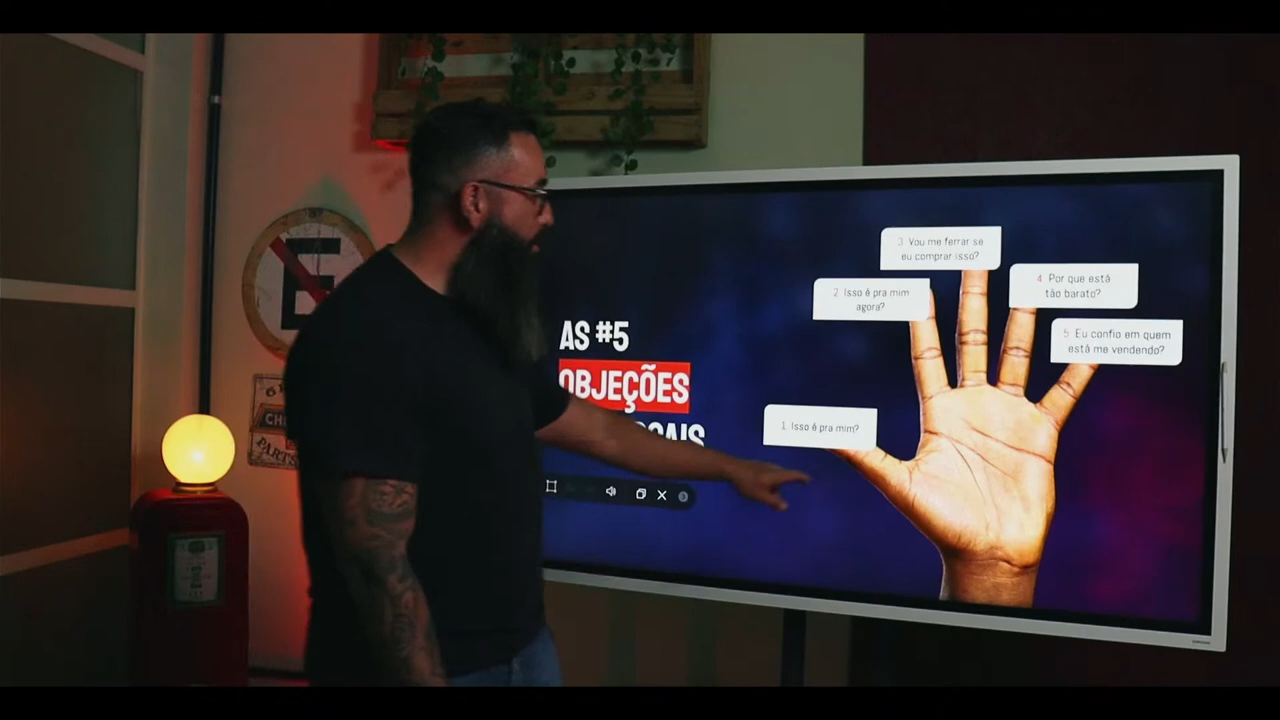 AS #5
OBJEÇÕES
1 Isso é pra mim?
2 Isso é pra mim
agora?
3 Vou me ferrar se
eu comprar isso?
4 Por que está
tão barato?
5 Eu confio em quem
está me vendendo?
E